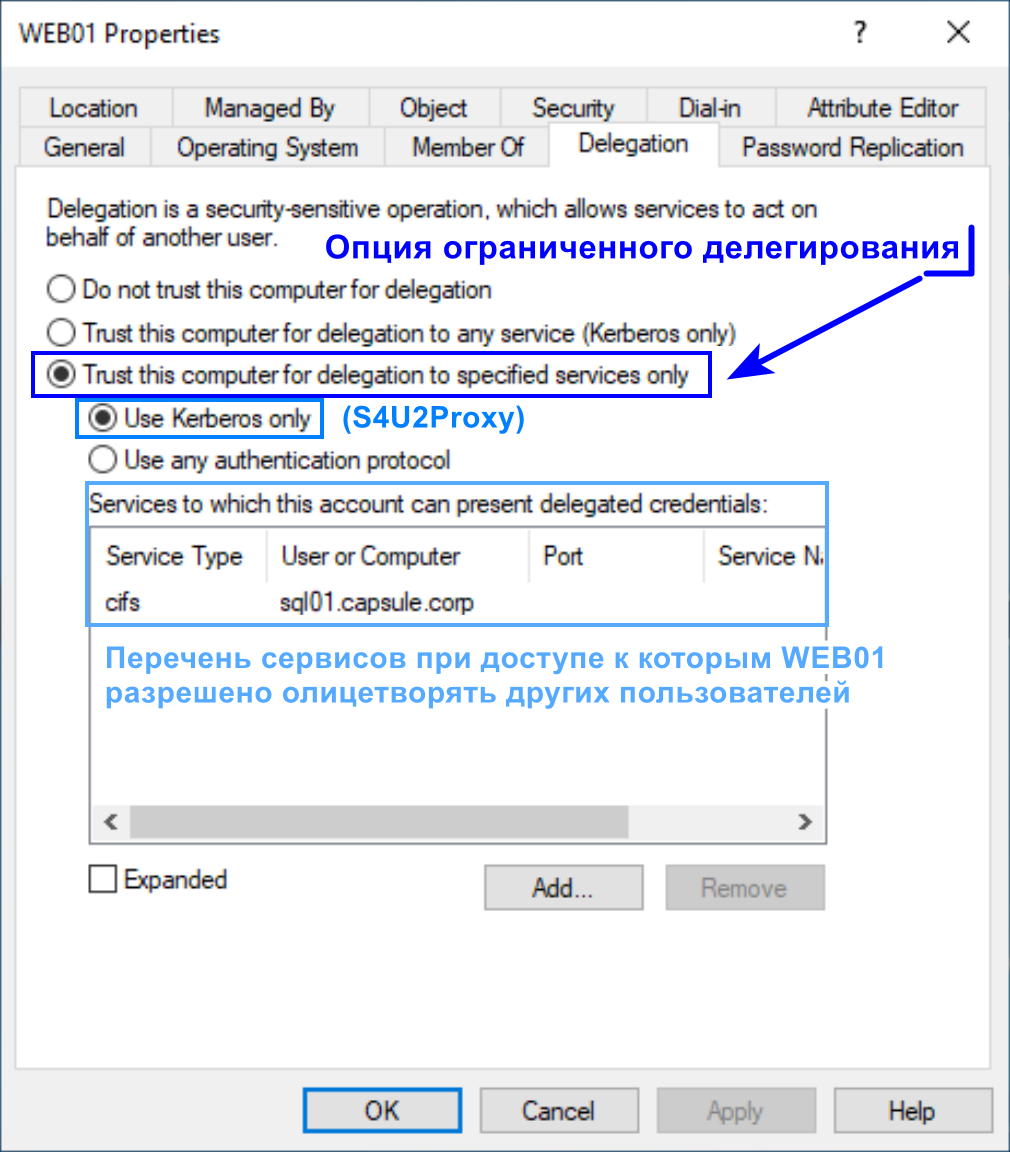 WEB01 Properties
?
Location Managed By Object Security Dial-in Attribute Editor
General Operating System Member Of Delegation Password Replication
Delegation is a security-sensitive operation, which allows services to act on
behalf of another user.
Опция ограниченного делегирования
Do not trust this computer for delegation
Trust this computer for delegation to any service (Kerberos only)
Trust this computer for delegation to specified services only
Use Kerberos only (S4U2Proxy)
Use any authentication protocol
Services to which this account can present delegated credentials:
Service Type User or Computer Port Service
cifs sql01.capsule.corp
Перечень сервисов при доступе к которым WEB01
разрешено олицетворять других пользователей
Expanded Add... Remove
OK Cancel Apply Help